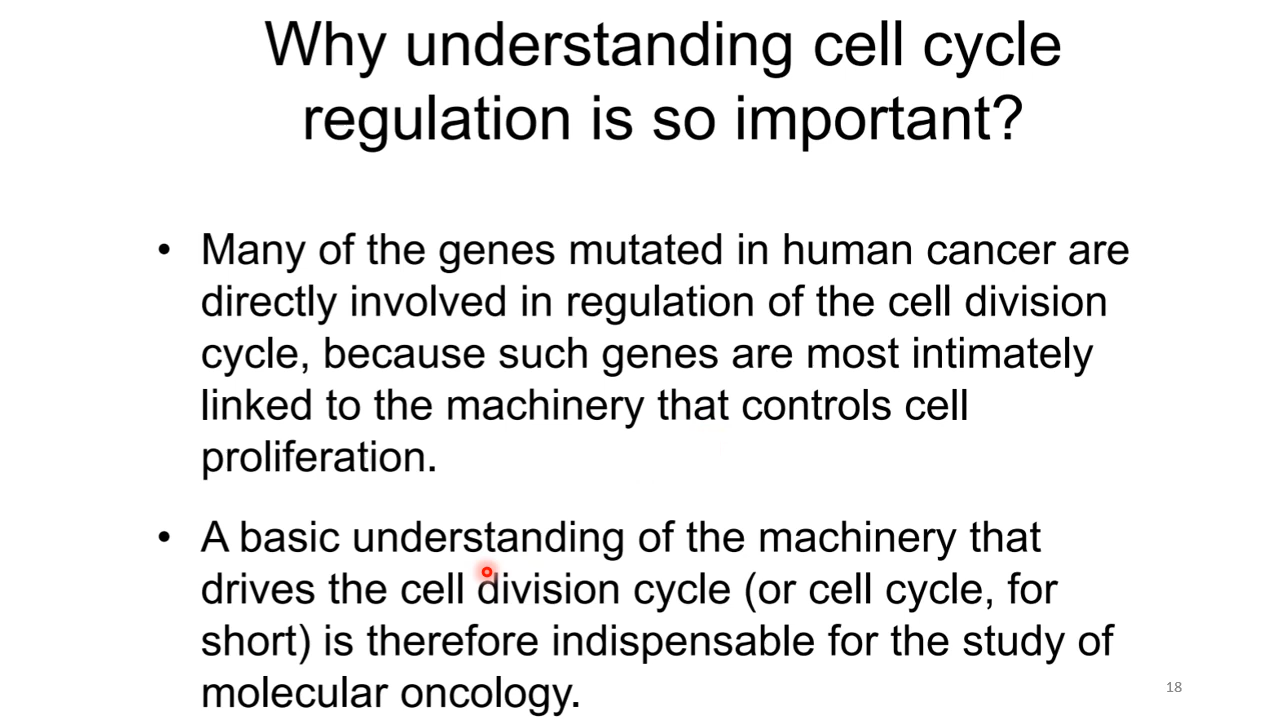 Why understanding cell cycle
regulation is so important?
• Many of the genes mutated in human cancer are
directly involved in regulation of the cell division
cycle, because such genes are most intimately
linked to the machinery that controls cell
proliferation.
• A basic understanding of the machinery that
drives the cell division cycle (or cell cycle, for
short) is therefore indispensable for the study of
molecular oncology.
18